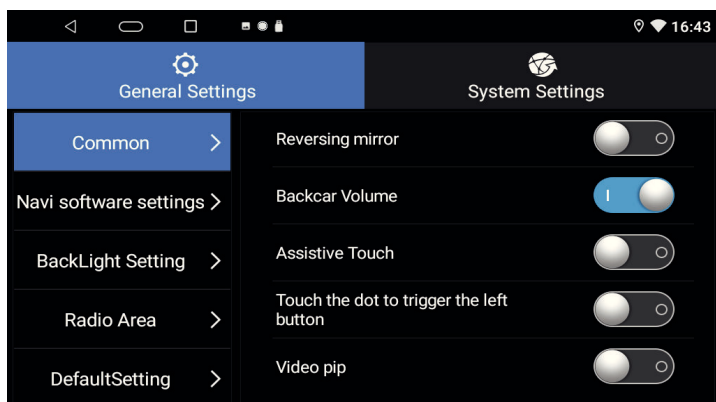 16:43
General Settings
System Settings
Common
Navi software settings
BackLight Setting
Radio Area
DefaultSetting
Reversing mirror
Backcar Volume
Assistive Touch
Touch the dot to trigger the left
button
Video pip